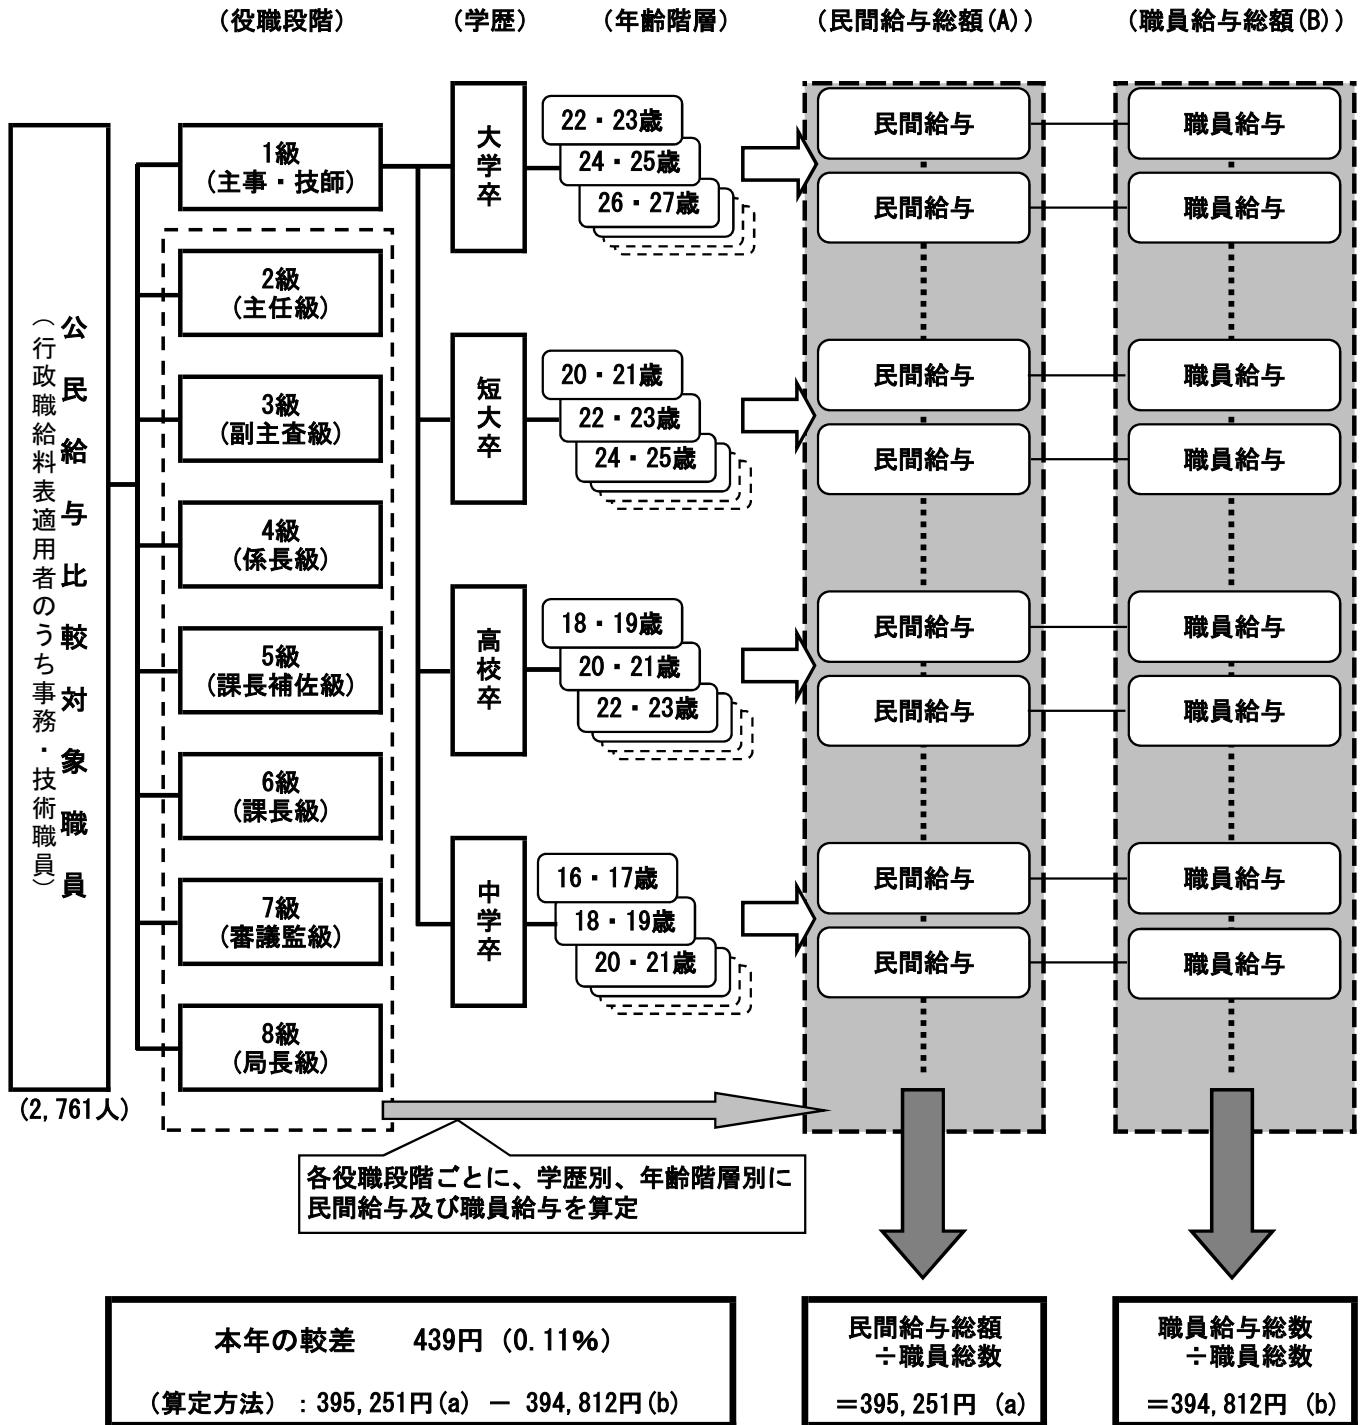 (役職段階)
(学歴)
(年齢階層)
(民間給与総額(A))
(職員給与総額(B))
公民給与比較対象職員
（行政職給料表適用者のうち事務・技術職員）
(2,761人)
1級
(主事・技師)
2級
(主任級)
3級
(副主査級)
4級
(係長級)
5級
(課長補佐級)
6級
(課長級)
7級
(審議監級)
8級
(局長級)
大学卒
22・23歳
24・25歳
26・27歳
民間給与
職員給与
民間給与
職員給与
短大卒
20・21歳
22・23歳
24・25歳
民間給与
職員給与
民間給与
職員給与
高校卒
18・19歳
20・21歳
22・23歳
民間給与
職員給与
民間給与
職員給与
中学卒
16・17歳
18・19歳
20・21歳
民間給与
職員給与
民間給与
職員給与
各役職段階ごとに、学歴別、年齢階層別に
民間給与及び職員給与を算定
本年の較差　439円 (0.11%)
(算定方法) : 395,251円(a) － 394,812円(b)
民間給与総額
÷職員総数
＝395,251円 (a)
職員給与総数
÷職員総数
＝394,812円 (b)